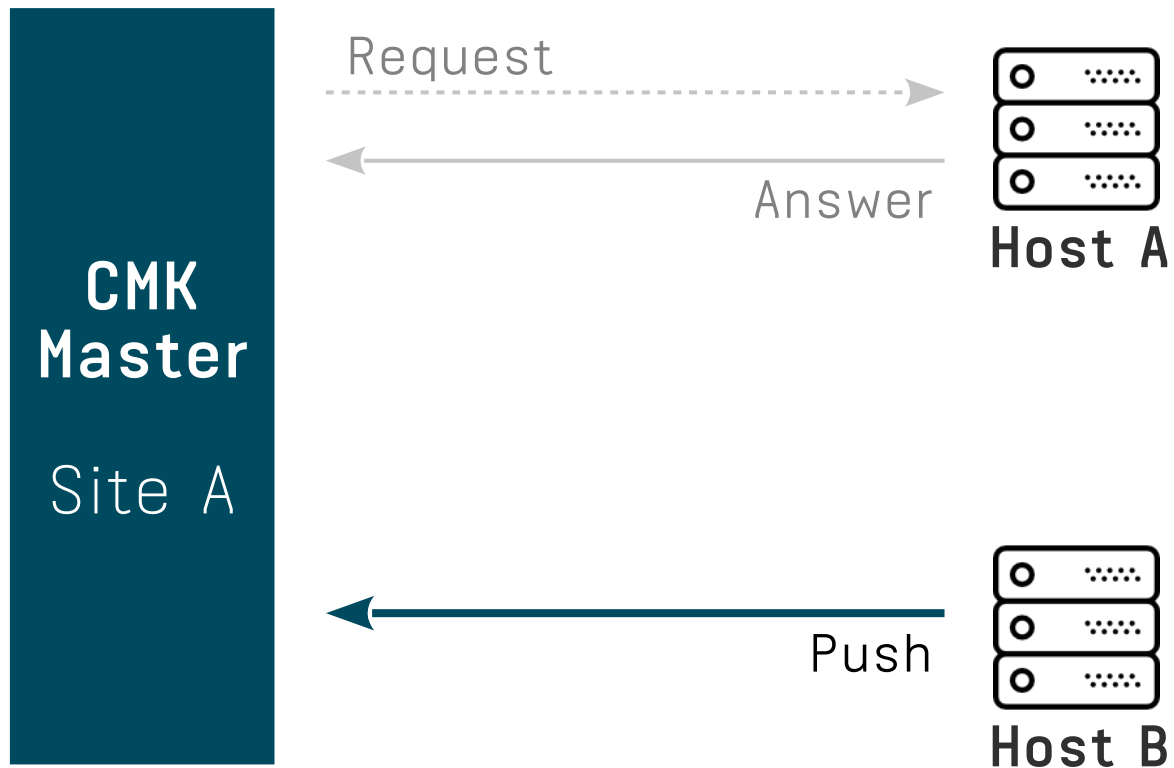 Request
Answer
Host A
CMK
Master
Site A
Push
Host B